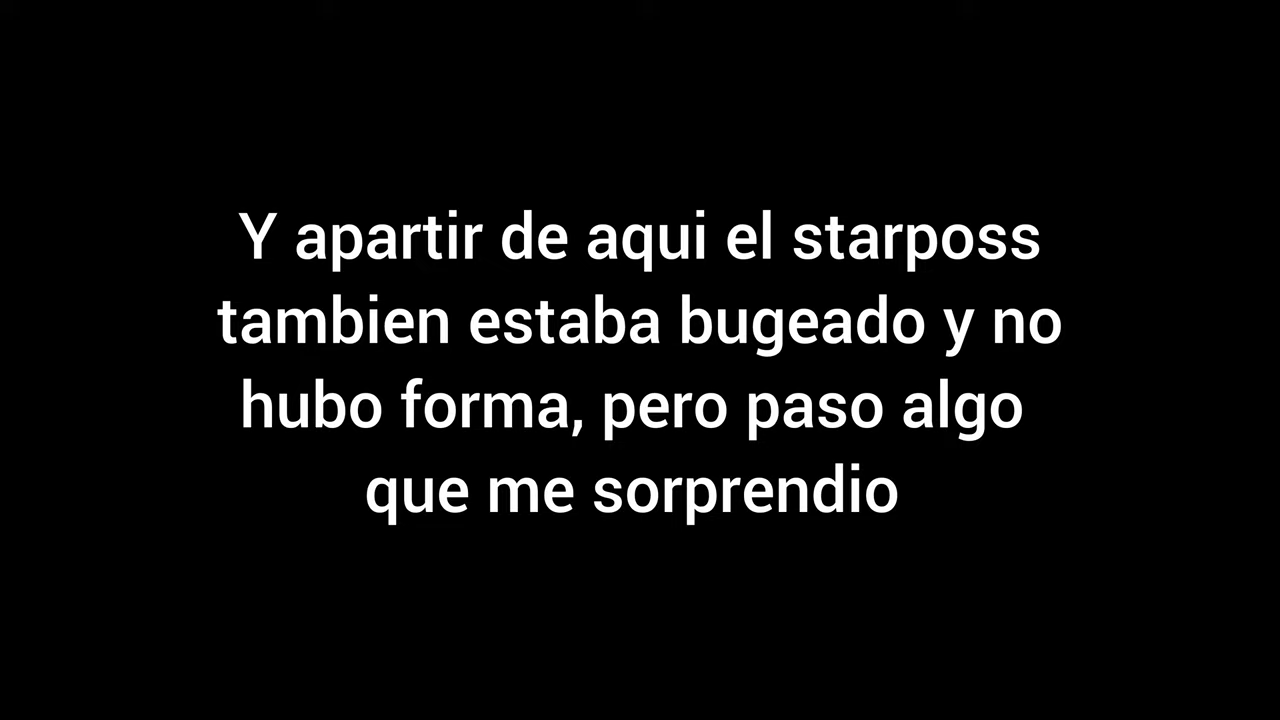 Y apartir de aqui el starposs
tambien estaba bugeado y no
hubo forma, pero paso algo
que me sorprendio